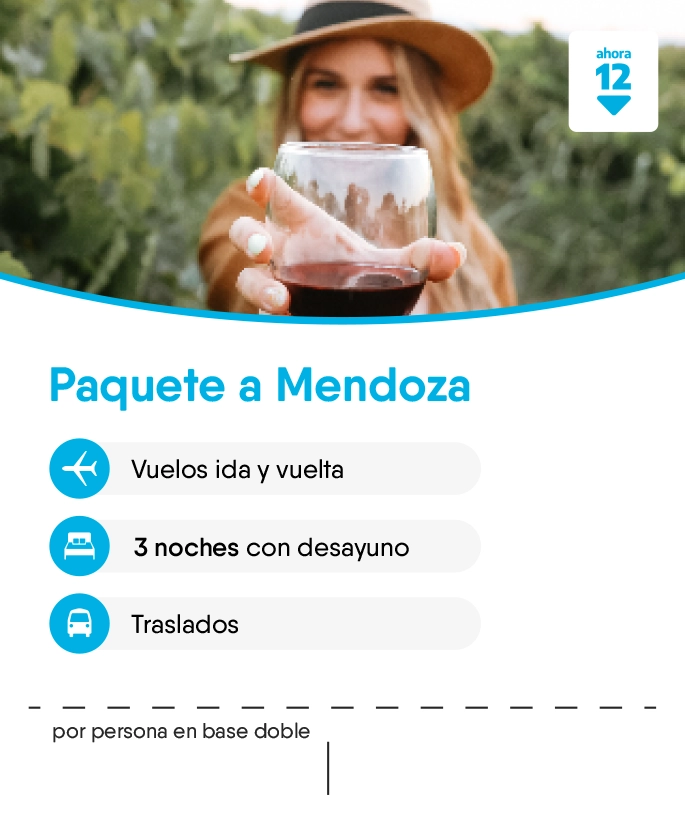 ahora
12
Paquete a Mendoza
Vuelos ida y vuelta
3 noches con desayuno
Traslados
por persona en base doble